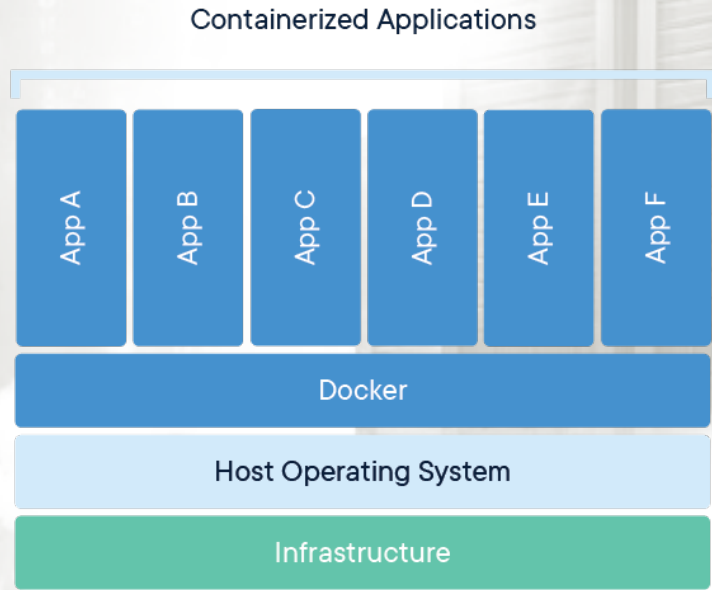 Containerized Applications
App A
App B
App C
App D
App E
App F
Docker
Host Operating System
Infrastructure